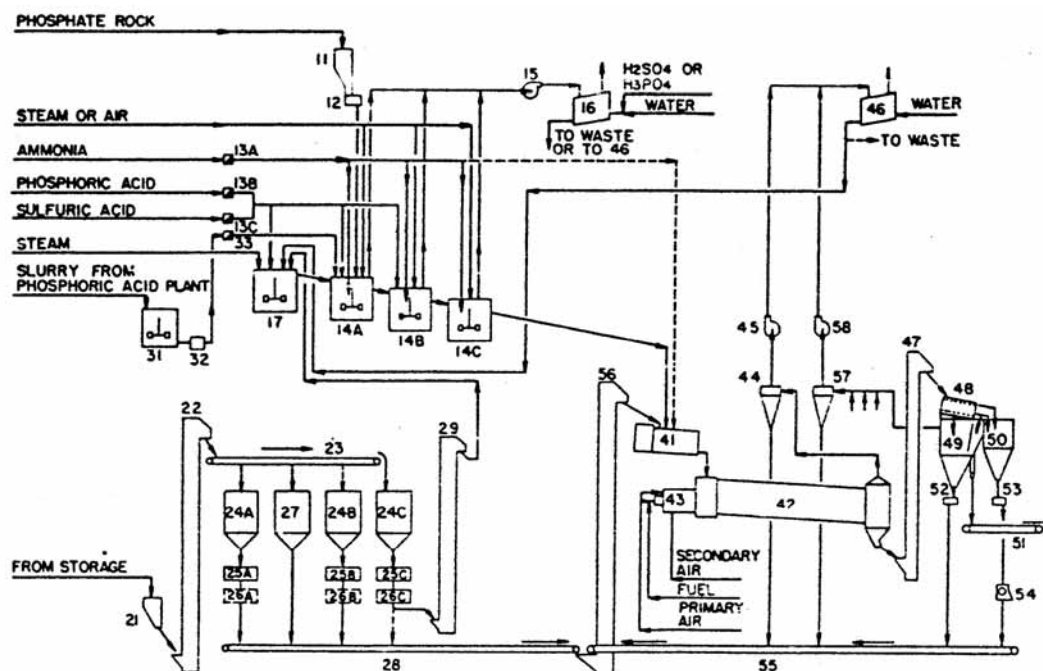 PHOSPHATE ROCK
11
12
15
H2SO4 OR
H3PO4
16
WATER
46
WATER
STEAM OR AIR
TO WASTE
OR TO 46
TO WASTE
AMMONIA
13A
PHOSPHORIC ACID
13B
SULFURIC ACID
13C
33
STEAM
SLURRY FROM
PHOSPHORIC ACID PLANT
17
14A
14B
14C
31
32
45
58
47
44
57
48
56
22
29
41
49
50
23
43
42
52
53
24A
27
24B
24C
51
25A
25B
25C
SECONDARY
AIR
FROM STORAGE
26A
26B
26C
FUEL
54
21
PRIMARY
AIR
28
55